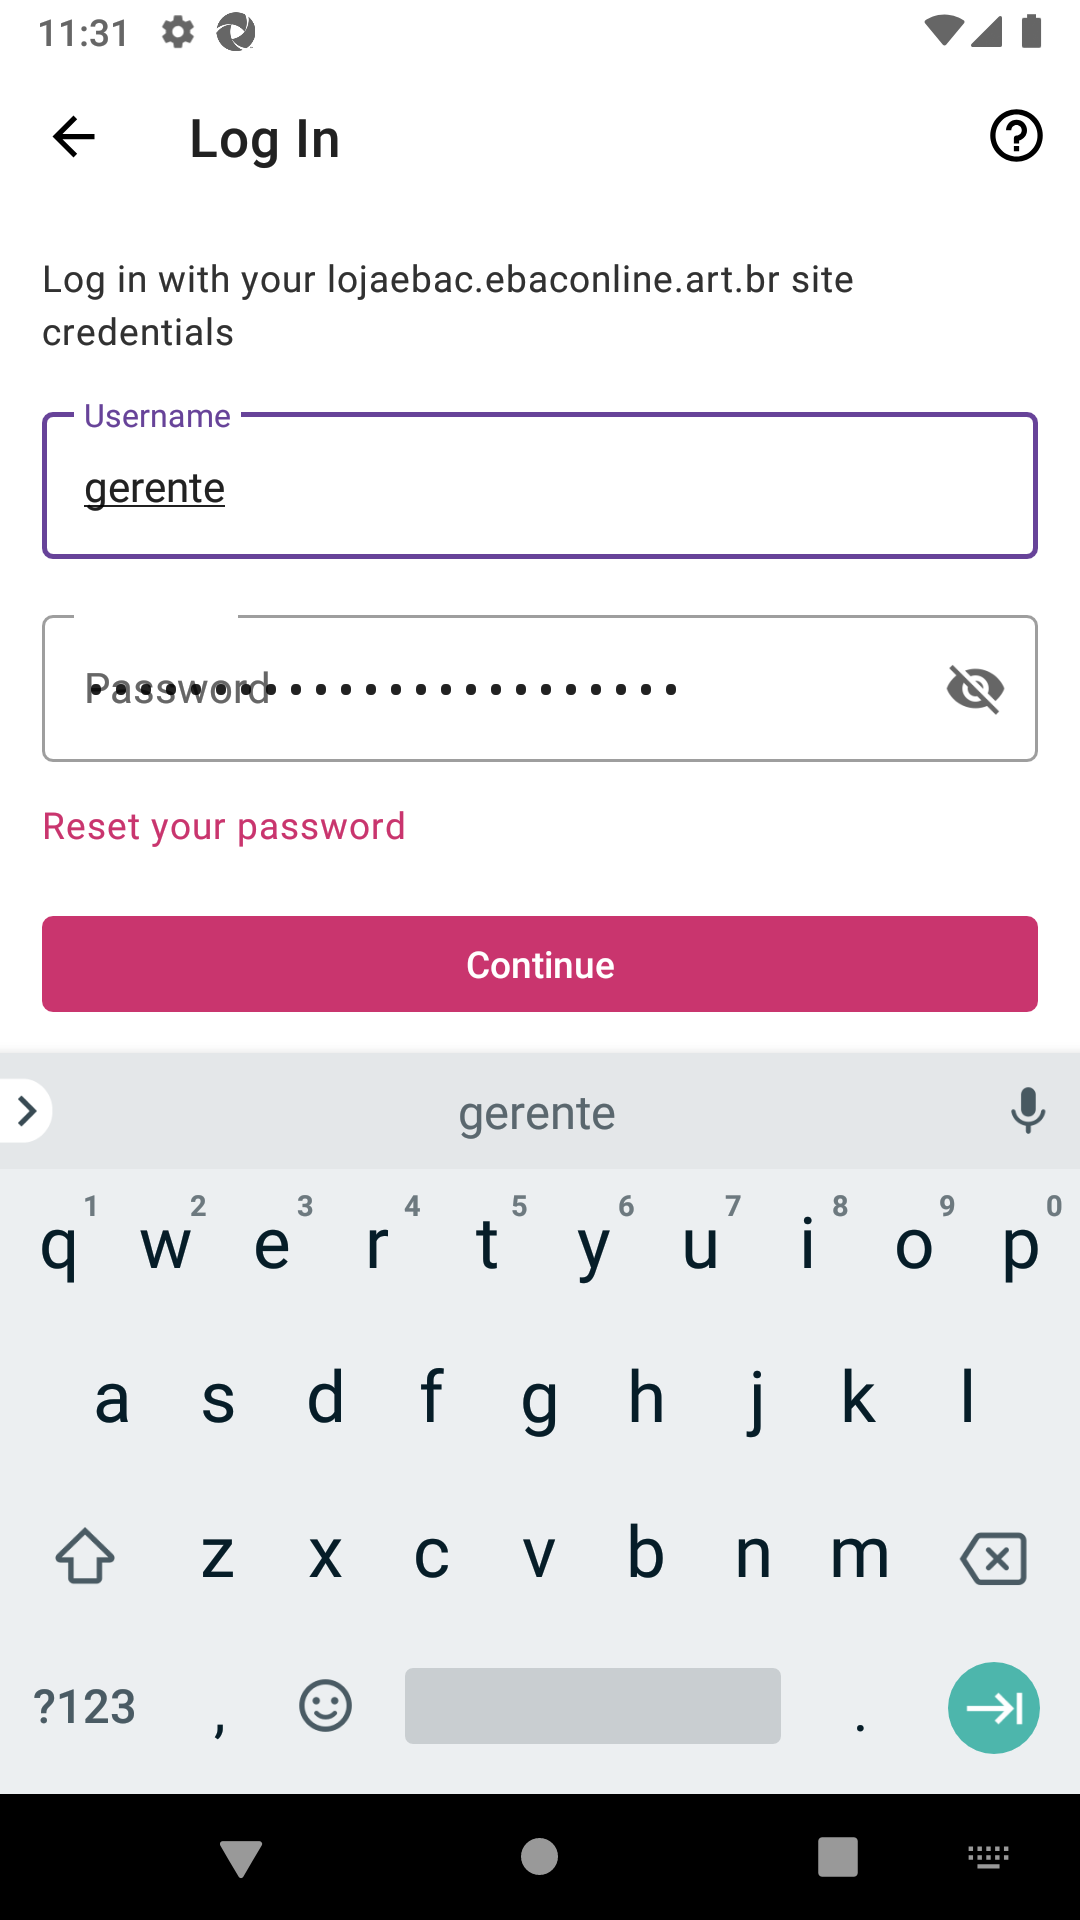 11:31
Log In
Log in with your lojaebac.ebaconline.art.br site
credentials
Username
gerente
Password
••••••••••••••••••••••••
Reset your password
Continue
gerente
1 2 3 4 5 6 7 8 9 0
q w e r t y u i o p
a s d f g h j k l
z x c v b n m
?123 , .